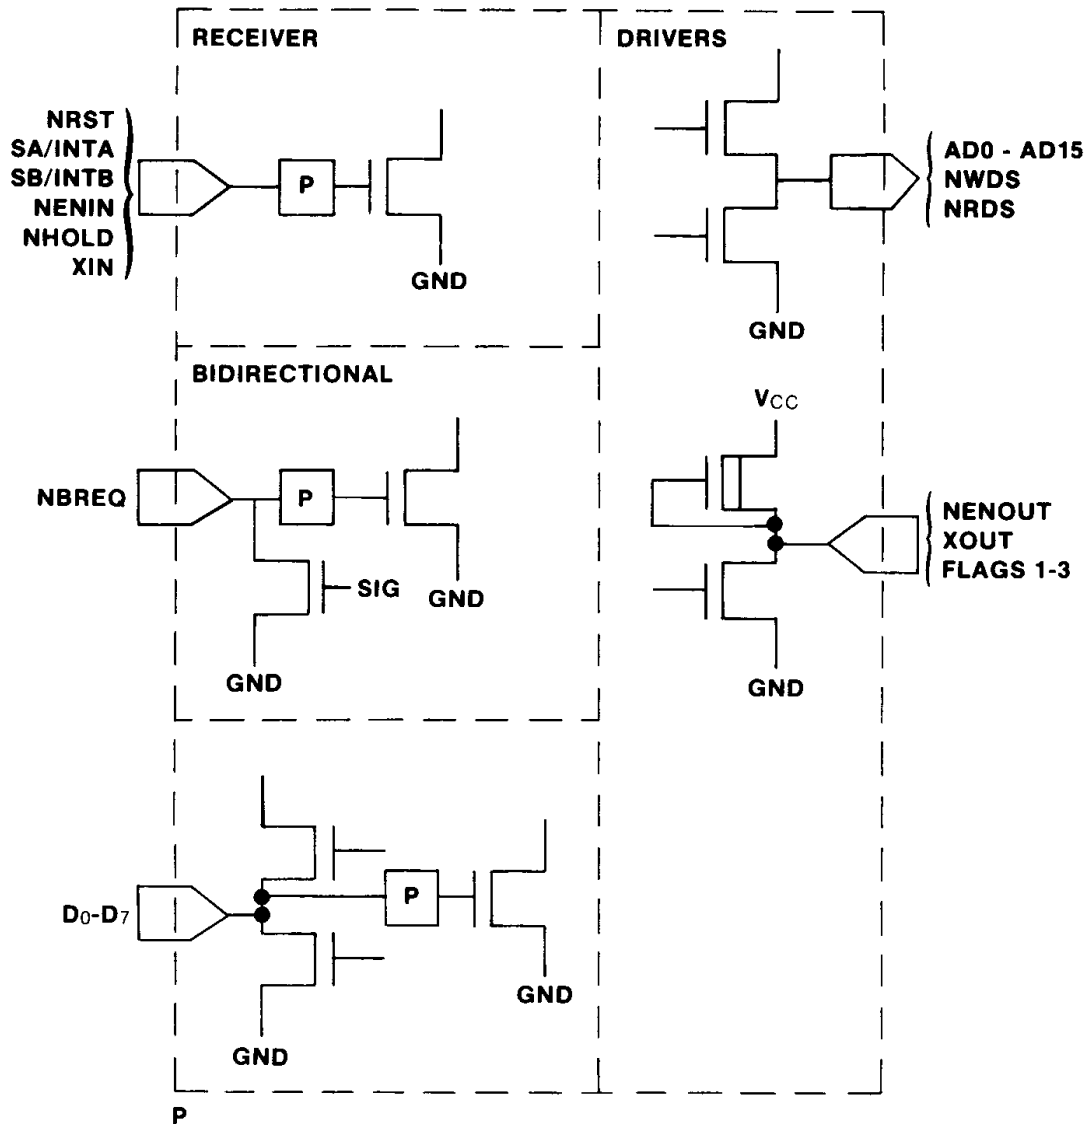 RECEIVER
NRST
SA/INTA
SB/INTB
NENIN
NHOLD
XIN
P
GND
DRIVERS
AD0 - AD15
NWDS
NRDS
GND
BIDIRECTIONAL
NBREQ
P
SIG
GND
GND
VCC
NENOUT
XOUT
FLAGS 1-3
GND
D0-D7
P
GND
GND
P